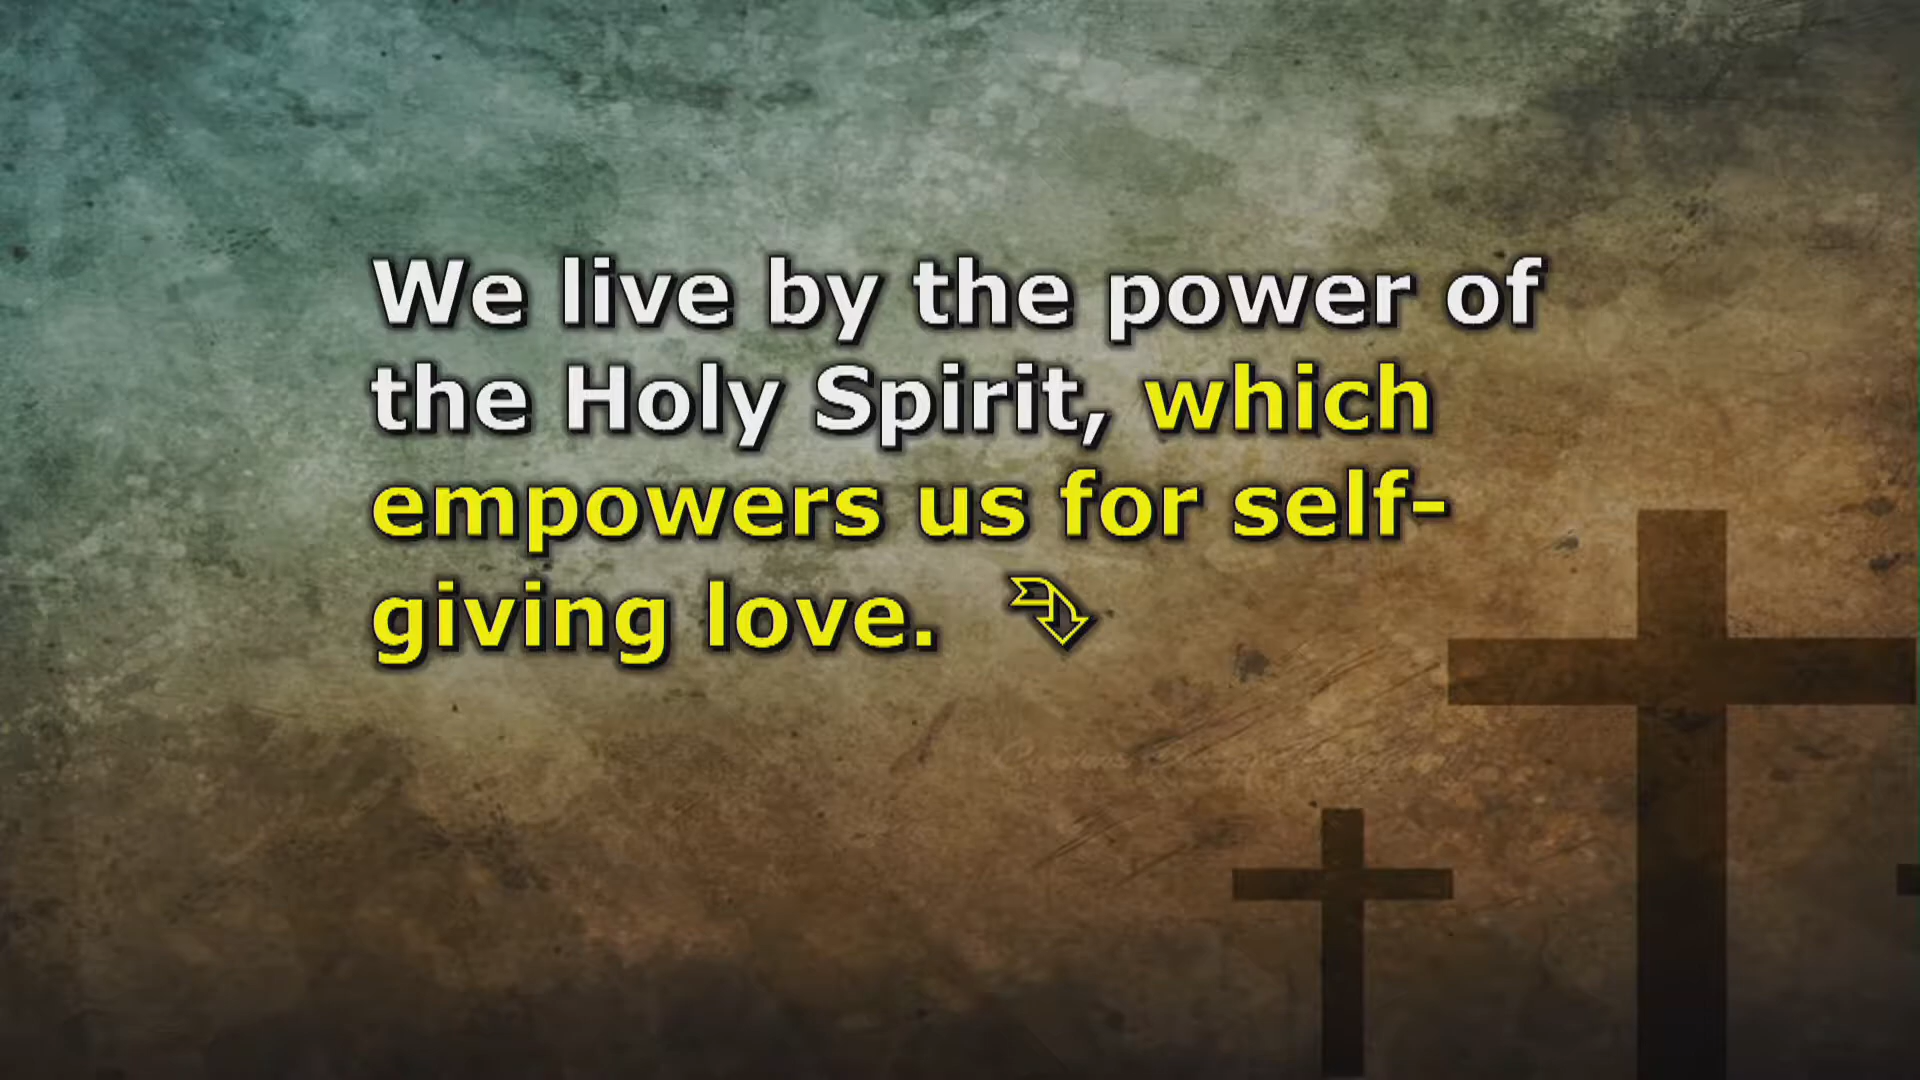 We live by the power of
the Holy Spirit, which
empowers us for self-
giving love.